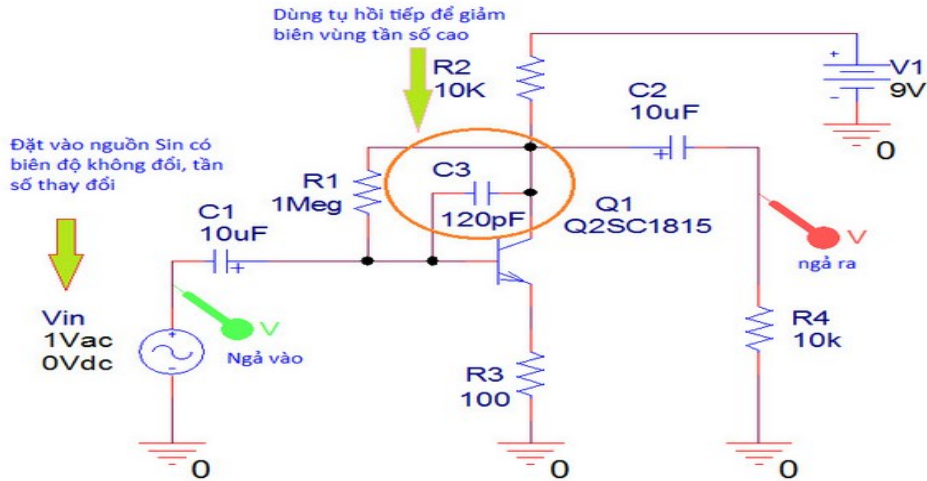 Dùng tụ hồi tiếp để giảm
biên vùng tần số cao
R2
10K
V1
9V
0
C2
10uF
+
+
-
Đặt vào nguồn Sin có
biên độ không đổi, tần
số thay đổi
R1
1Meg
C3
120pF
Q1
Q2SC1815
C1
10uF
+
V
ngả ra
V
Ngả vào
Vin
1Vac
0Vdc
+
-
R4
10k
R3
100
0
0
0